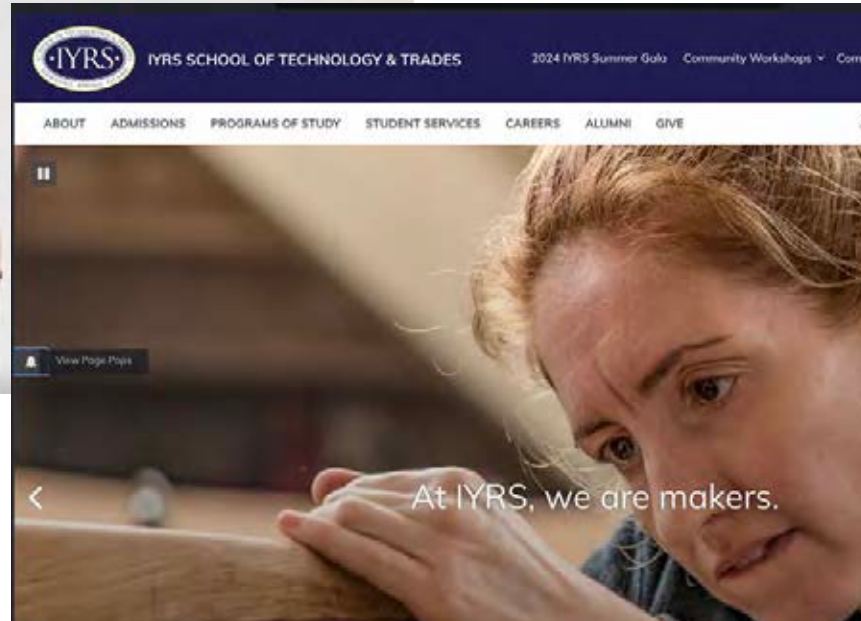 ·IYRS·
IYRS SCHOOL OF TECHNOLOGY & TRADES
2024 IYRS Summer Gala Community Workshops Com
ABOUT ADMISSIONS PROGRAMS OF STUDY STUDENT SERVICES CAREERS ALUMNI GIVE
View Page Pops
At IYRS, we are makers.